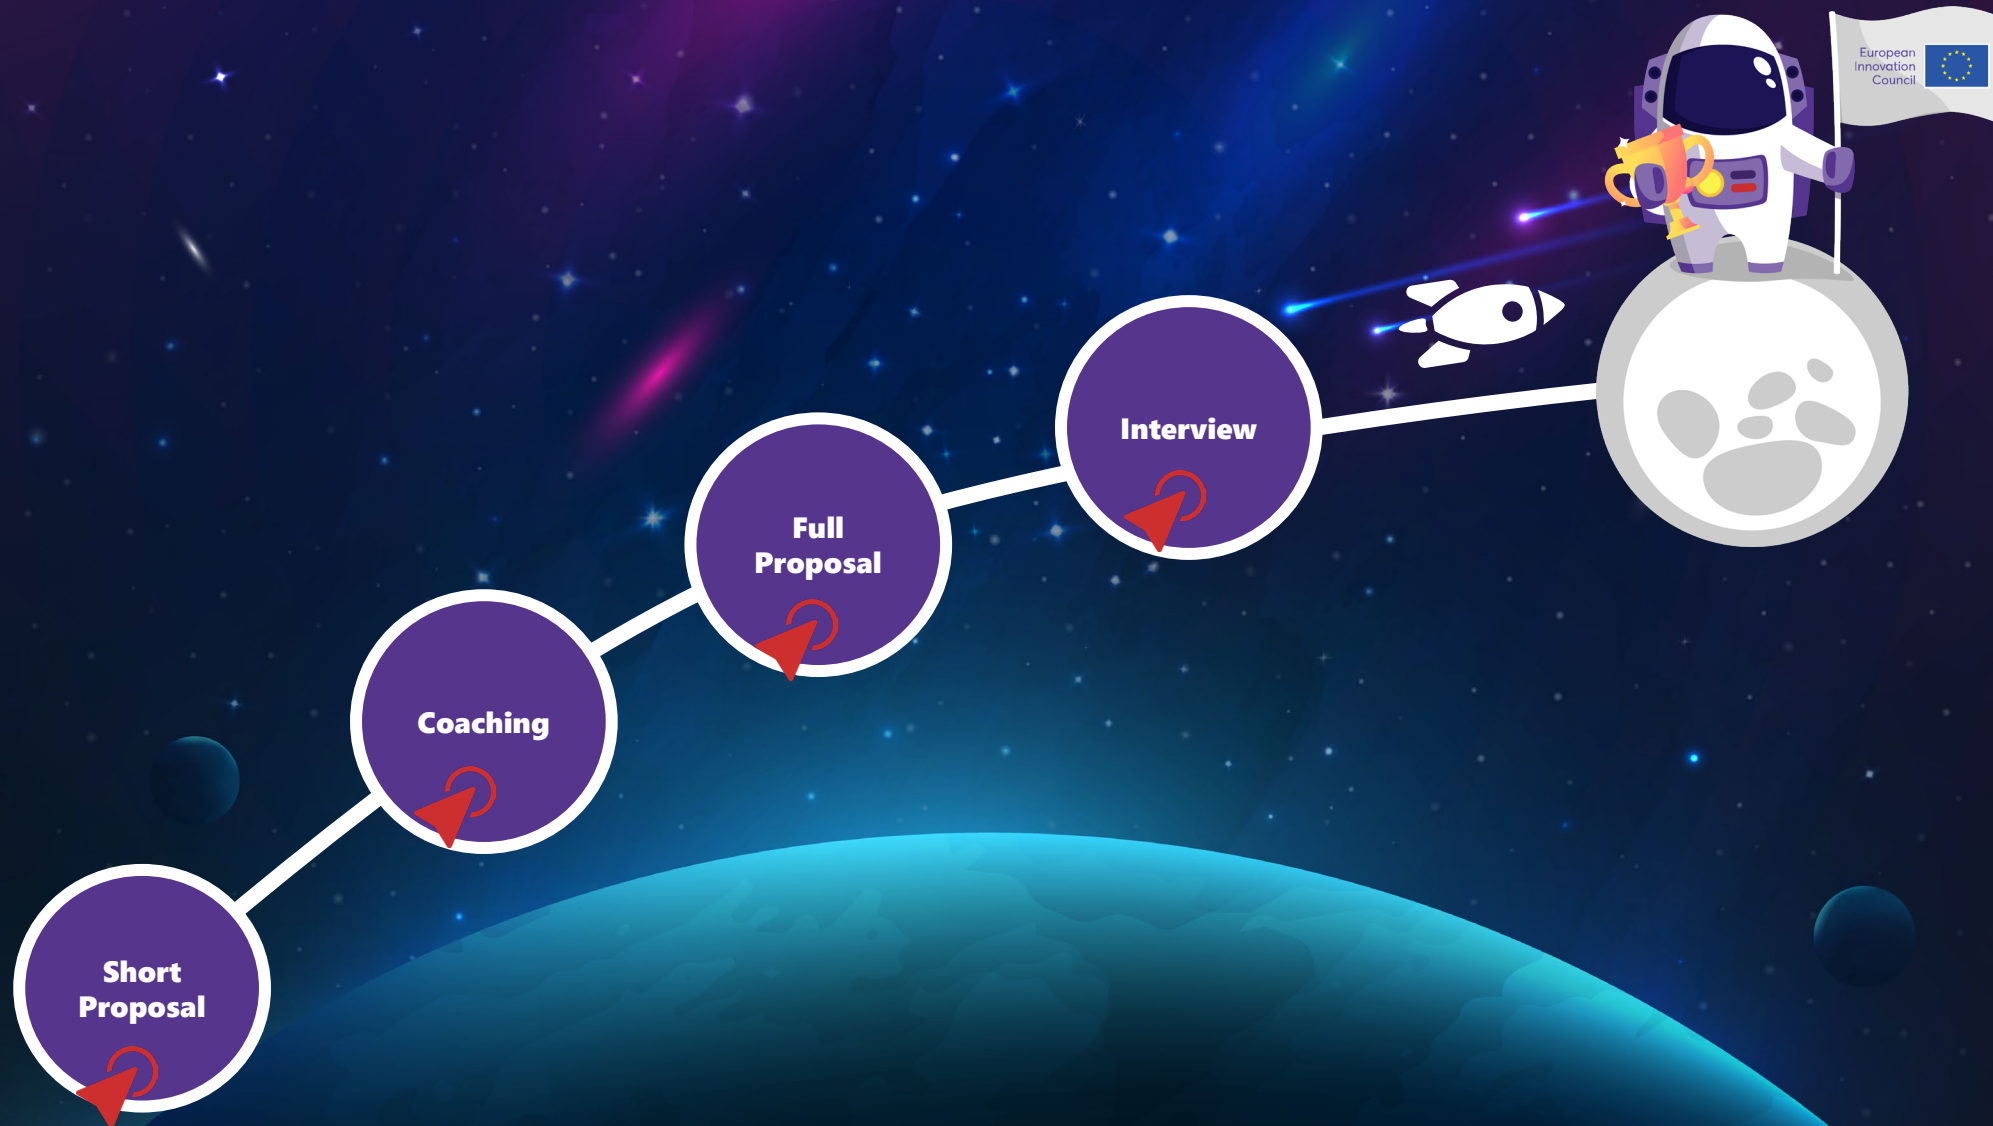 European
Innovation
Council
Interview
Full
Proposal
Coaching
Short
Proposal